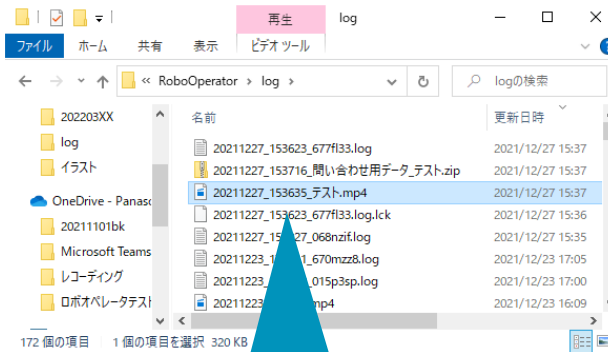 再生 log
ファイル ホーム 共有 表示 ビデオ ツール
« RoboOperator › log › logの検索
202203XX
log
イラスト
OneDrive - Panaso
20211101bk
Microsoft Teams
レコーディング
ロボオペレータテスト
名前 更新日時
20211227_153623_677fl33.log 2021/12/27 15:37
20211227_153716_問い合わせ用データ_テスト.zip 2021/12/27 15:37
20211227_153635_テスト.mp4 2021/12/27 15:37
20211227_153623_677fl33.log.lck 2021/12/27 15:36
20211227_15 27_068nzif.log 2021/12/27 15:35
20211223_ 1_670mzz8.log 2021/12/23 17:05
20211223_ 015p3sp.log 2021/12/23 17:00
20211223 mp4 2021/12/23 16:09
172 個の項目 1 個の項目を選択 320 KB